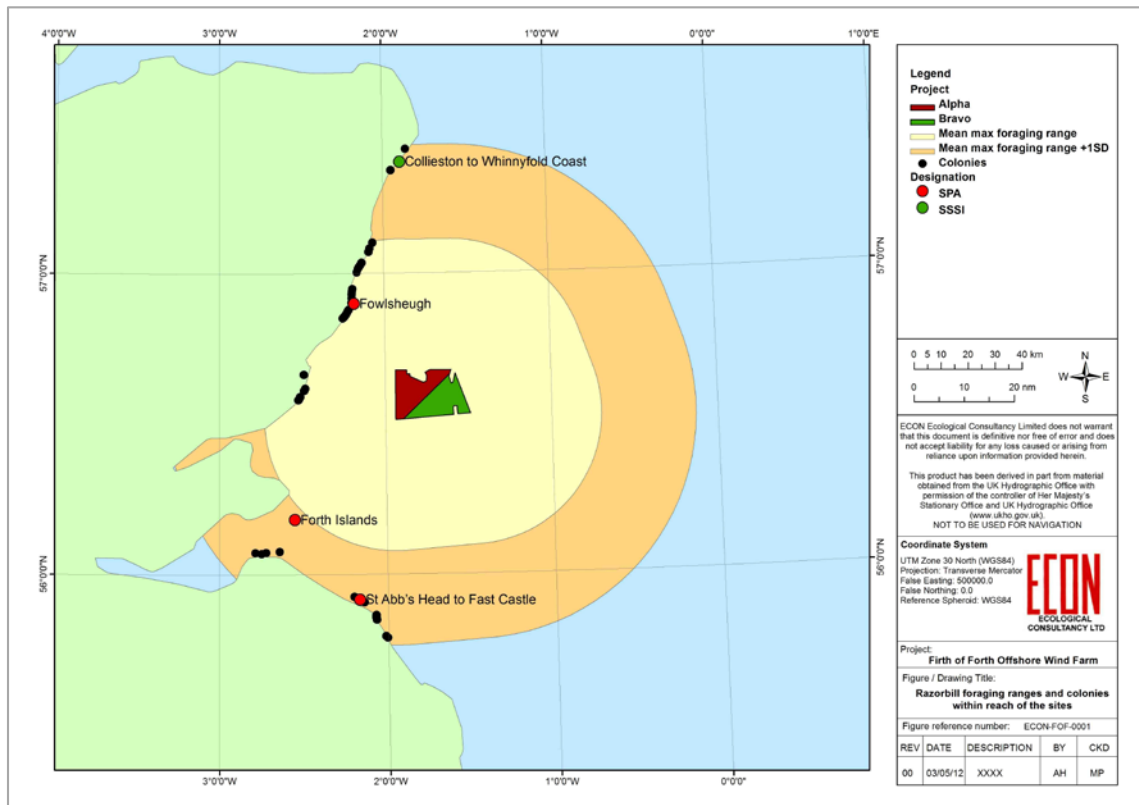 4°0'0"W
3°0'0"W
2°0'0"W
1°0'0"W
0°0'0"
1°0'0"E
57°0'0"N
57°0'0"N
56°0'0"N
56°0'0"N
Collieston to Whinnyfold Coast
Fowlsheugh
Forth Islands
St Abb's Head to Fast Castle
3°0'0"W
2°0'0"W
1°0'0"W
0°0'0"
Legend
Project
Alpha
Bravo
Mean max foraging range
Mean max foraging range +1SD
Colonies
Designation
SPA
SSSI
0 5 10 20 30 40 km
0 10 20 nm
N
W E
S
ECON Ecological Consultancy Limited does not warrant
that this document is definitive nor free of error and does
not accept liability for any loss caused or arising from
reliance upon information provided herein.
This product has been derived in part from material
obtained from the UK Hydrographic Office with
permission of the controller of Her Majesty's
Stationary Office and UK Hydrographic Office
(www.ukho.gov.uk).
NOT TO BE USED FOR NAVIGATION
Coordinate System
UTM Zone 30 North (WGS84)
Projection: Transverse Mercator
False Easting: 500000.0
False Northing: 0.0
Reference Spheroid: WGS84
ECON
ECOLOGICAL
CONSULTANCY LTD
Project:
Firth of Forth Offshore Wind Farm
Figure / Drawing Title:
Razorbill foraging ranges and colonies
within reach of the sites
Figure reference number: ECON-FOF-0001
REV DATE DESCRIPTION BY CKD
00 03/05/12 XXXX AH MP